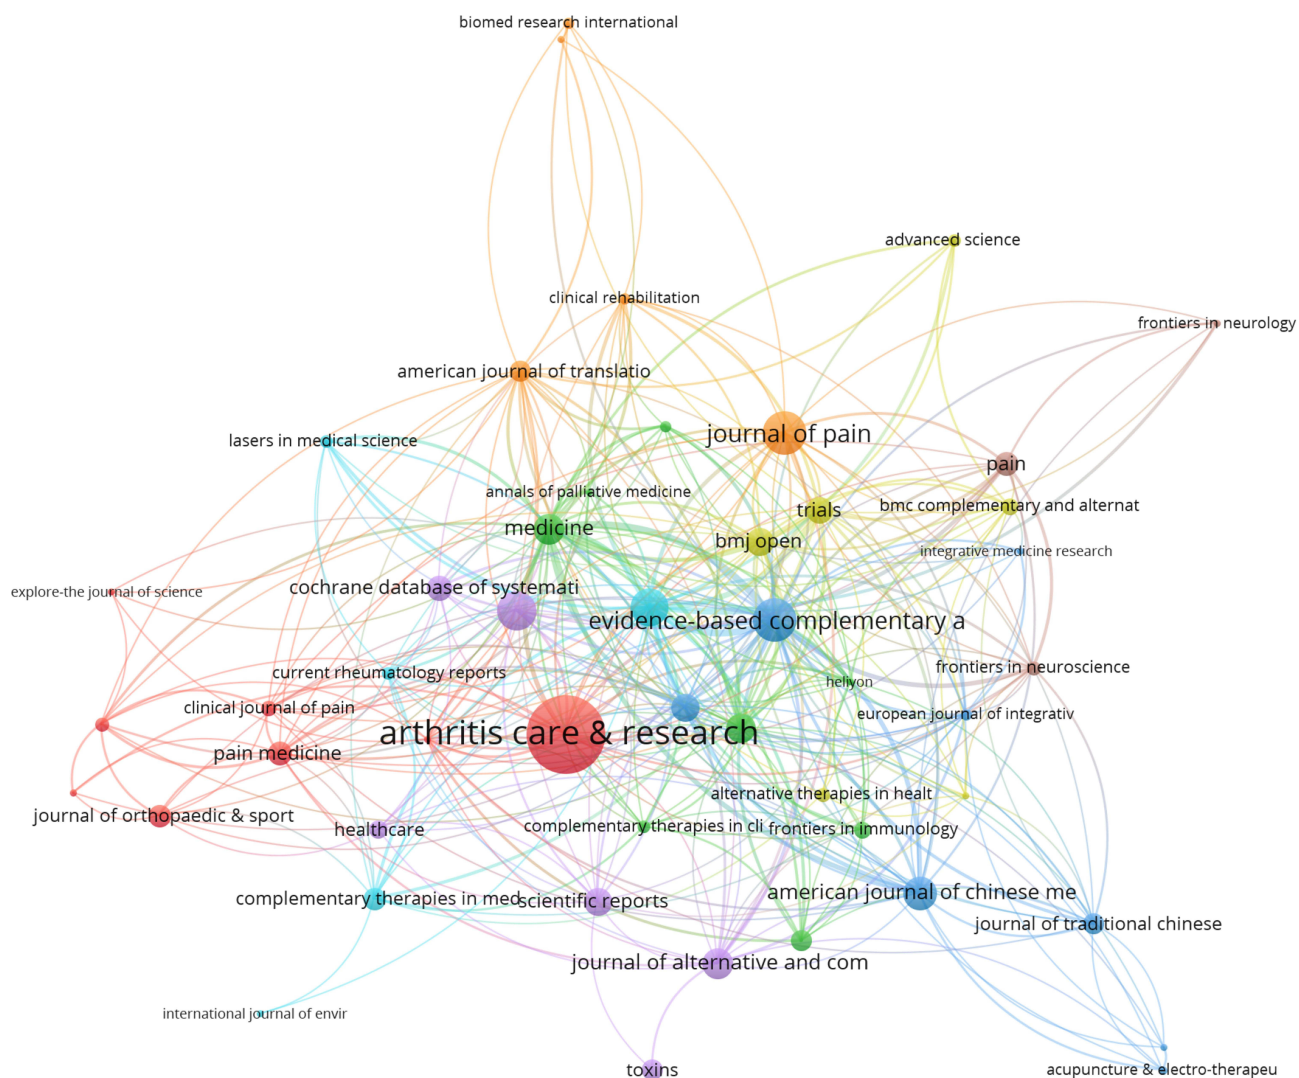 biomed research international
advanced science
clinical rehabilitation
frontiers in neurology
american journal of translatio
journal of pain
lasers in medical science
pain
annals of palliative medicine
bmc complementary and alternat
trials
medicine
bmj open
integrative medicine research
cochrane database of systemati
explore-the journal of science
evidence-based complementary a
frontiers in neuroscience
current rheumatology reports
heliyon
clinical journal of pain
european journal of integrativ
arthritis care & research
pain medicine
alternative therapies in healt
journal of orthopaedic & sport
healthcare
complementary therapies in cli
frontiers in immunology
complementary therapies in med
scientific reports
american journal of chinese me
journal of traditional chinese
journal of alternative and com
international journal of envir
toxins
acupuncture & electro-therapeu